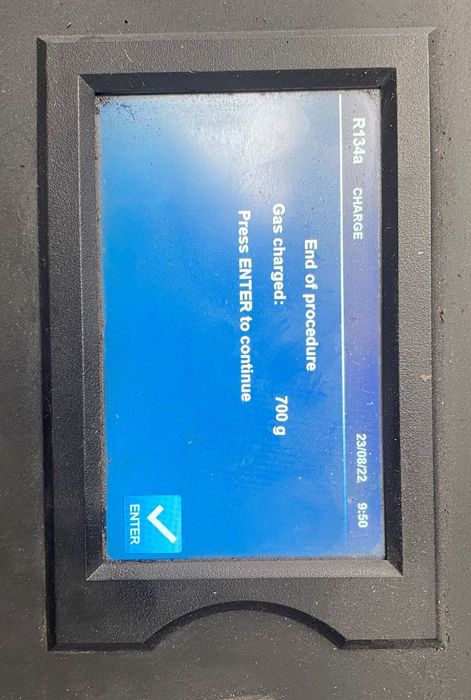 R134a CHARGE 23/08/22 9:50
End of procedure
Gas charged: 700 g
Press ENTER to continue
ENTER